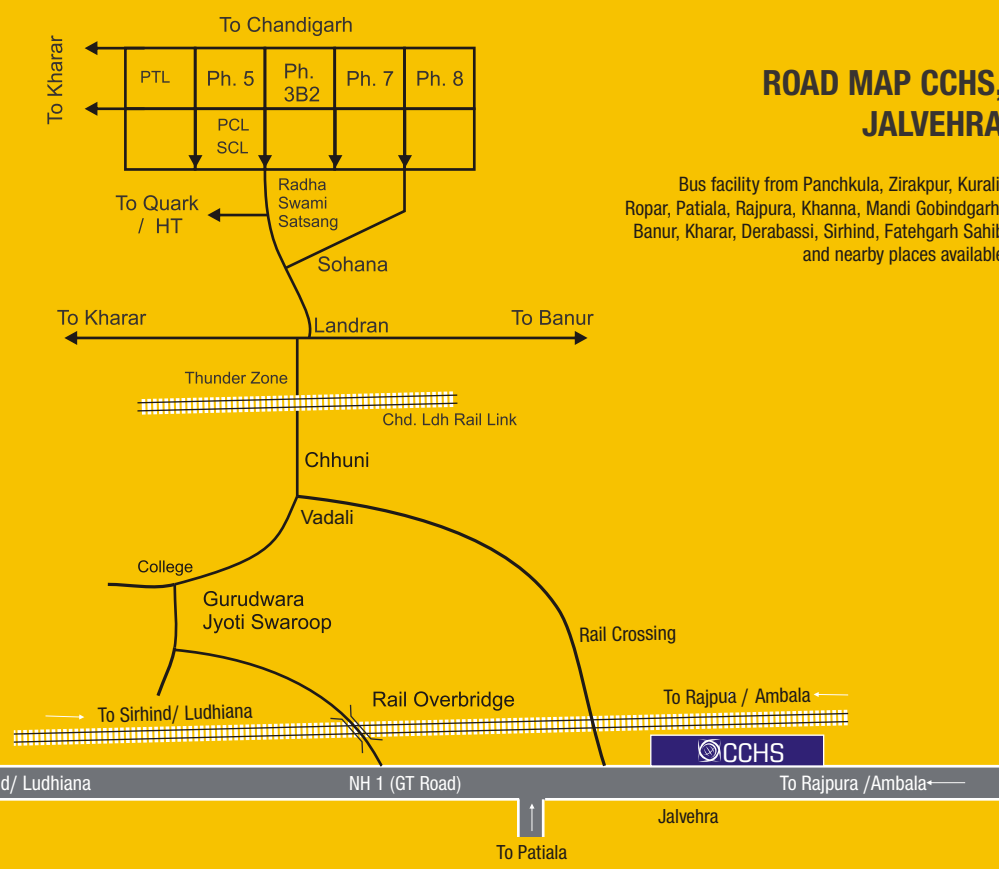 To Chandigarh
To Kharar
PTL
Ph. 5
Ph.
3B2
Ph. 7
Ph. 8
PCL
SCL
ROAD MAP CCHS,
JALVEHRA
Bus facility from Panchkula, Zirakpur, Kurali
Ropar, Patiala, Rajpura, Khanna, Mandi Gobindgarh
Banur, Kharar, Derabassi, Sirhind, Fatehgarh Sahib
and nearby places available
To Quark
/ HT
Radha
Swami
Satsang
Sohana
To Kharar
Landran
To Banur
Thunder Zone
Chd. Ldh Rail Link
Chhuni
Vadali
College
Gurudwara
Jyoti Swaroop
Rail Crossing
To Sirhind/ Ludhiana
Rail Overbridge
To Rajpua / Ambala
CCHS
d/ Ludhiana
NH 1 (GT Road)
To Rajpura /Ambala
Jalvehra
To Patiala